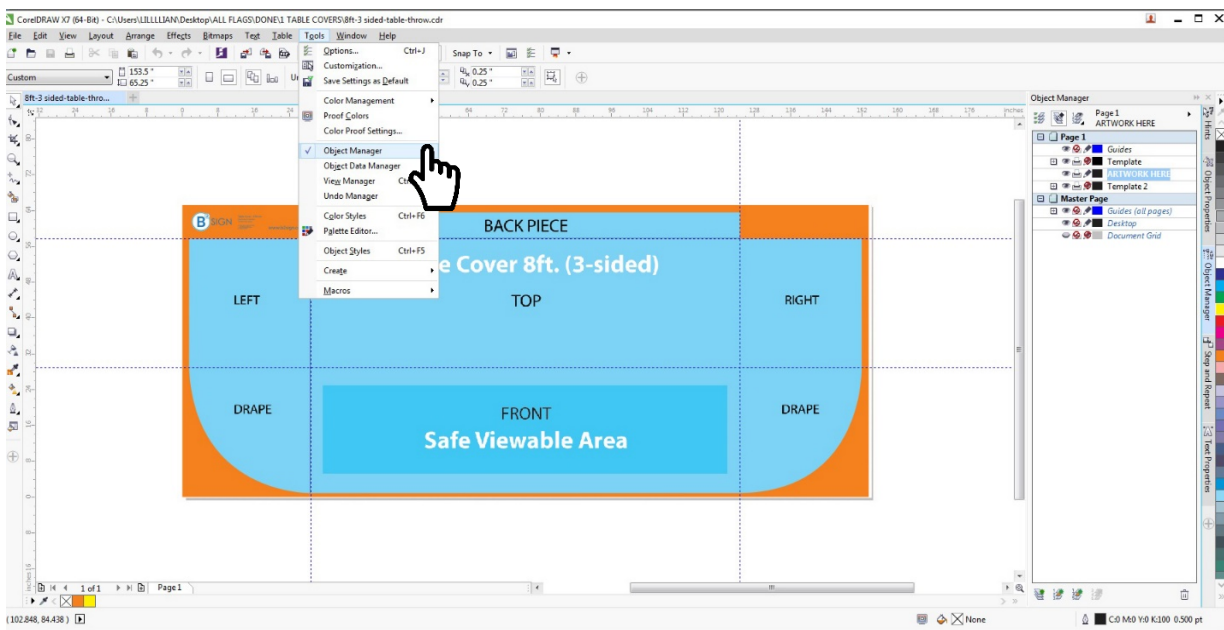 CorelDRAW X7 (64-Bit) - C:\Users\LILLLLIAN\Desktop\ALL FLAGS\DONE\1 TABLE COVERS\8ft-3 sided-table-throw.cdr
File Edit View Layout Arrange Effects Bitmaps Text Table Tools Window Help
Snap To
Custom
153.5 "
65.25 "
0.25 "
0.25 "
8ft-3 sided-table-thro...
Options... Ctrl+J
Customization...
Save Settings as Default
Color Management
Proof Colors
Color Proof Settings...
Object Manager
Object Data Manager
View Manager
Undo Manager
Color Styles Ctrl+F6
Palette Editor...
Object Styles Ctrl+F5
Create
Macros
inches
B SIGN
BACK PIECE
e Cover 8ft. (3-sided)
LEFT
TOP
RIGHT
DRAPE
FRONT
DRAPE
Safe Viewable Area
Object Manager
Page 1
ARTWORK HERE
Page 1
Guides
Template
ARTWORK HERE
Template 2
Master Page
Guides (all pages)
Desktop
Document Grid
Hints
Object Properties
Object Manager
Step and Repeat
Text Properties
1 of 1
Page 1
(102.848, 84.438 )
None
C:0 M:0 Y:0 K:100 0.500 pt